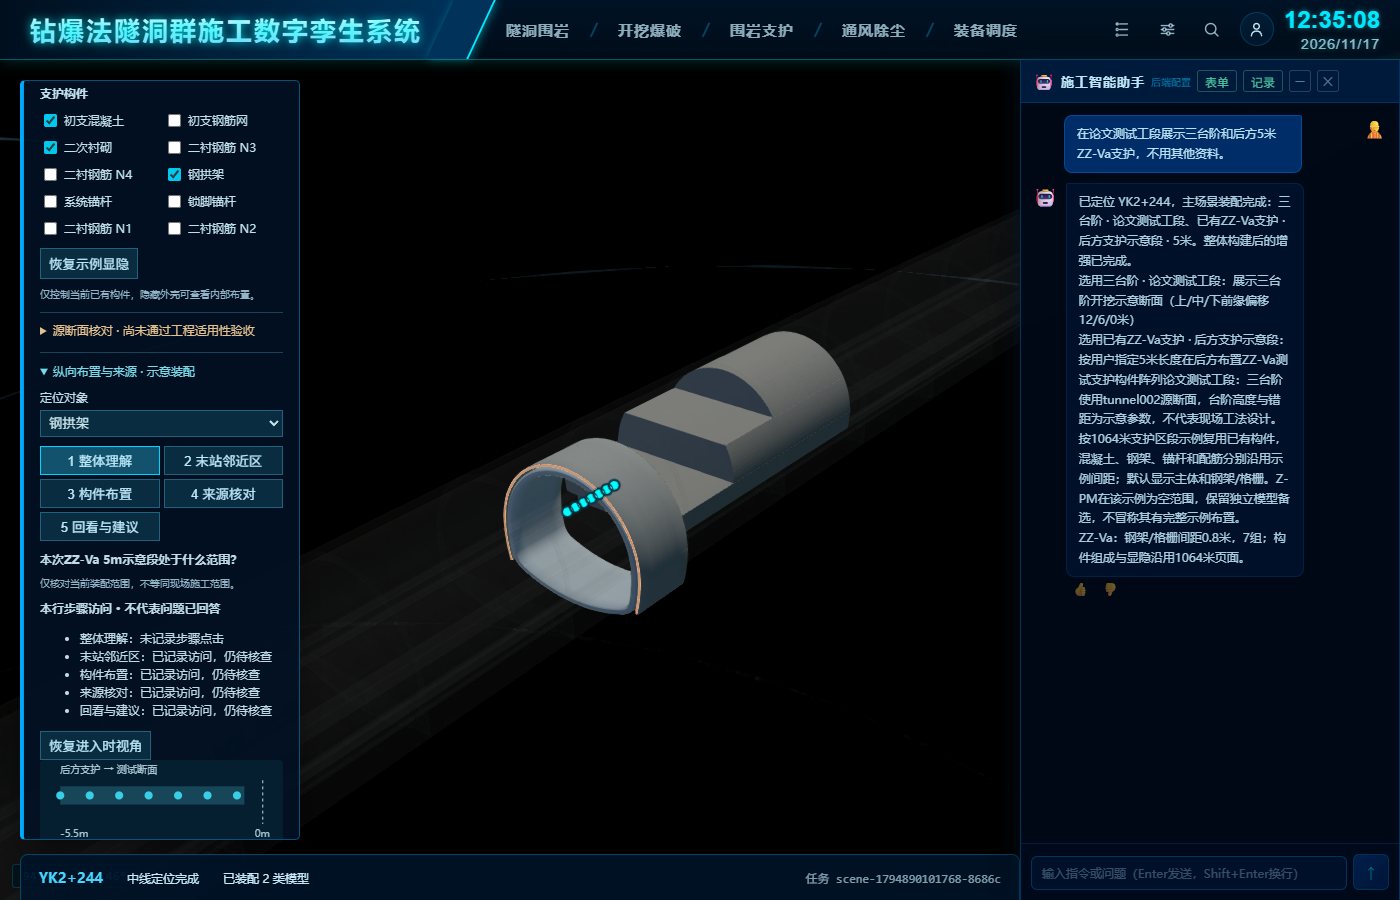 钻爆法隧洞群施工数字孪生系统
隧洞围岩 / 开挖爆破 / 围岩支护 / 通风除尘 / 装备调度
12:35:08
2026/11/17
支护构件
初支混凝土 初支钢筋网
二次衬砌 二衬钢筋 N3
二衬钢筋 N4 钢拱架
系统锚杆 锁脚锚杆
二衬钢筋 N1 二衬钢筋 N2
恢复示例显隐
仅控制当前已有构件，隐藏外壳可查看内部布置。
源断面核对 · 尚未通过工程适用性验收
纵向布置与来源 · 示意装配
定位对象
钢拱架
1 整体理解 2 末站邻近区
3 构件布置 4 来源核对
5 回看与建议
本次ZZ-Va 5m示意段处于什么范围?
仅核对当前装配范围，不等同现场施工范围。
本行步骤访问 · 不代表问题已回答
整体理解：未记录步骤点击
末站邻近区：已记录访问，仍待核查
构件布置：已记录访问，仍待核查
来源核对：已记录访问，仍待核查
回看与建议：已记录访问，仍待核查
恢复进入时视角
后方支护 → 测试断面
-5.5m 0m
YK2+244 中线定位完成 已装配 2 类模型
任务 scene-1794890101768-8686c
施工智能助手 后端配置 表单 记录
在论文测试工段展示三台阶和后方5米
ZZ-Va支护，不用其他资料。
已定位 YK2+244，主场景装配完成：三
台阶 · 论文测试工段、已有ZZ-Va支护 ·
后方支护示意段 · 5米。整体构建后的增
强已完成。
选用三台阶 · 论文测试工段：展示三台
阶开挖示意断面（上/中/下前缘偏移
12/6/0米）
选用已有ZZ-Va支护 · 后方支护示意段：
按用户指定5米长度在后方布置ZZ-Va测
试支护构件阵列论文测试工段：三台阶
使用tunnel002源断面，台阶高度与错
距为示意参数，不代表现场工法设计。
按1064米支护区段示例复用已有构件，
混凝土、钢架、锚杆和配筋分别沿用示
例间距；默认显示主体和钢架/格栅。Z-
PM在该示例为空范围，保留独立模型备
选，不冒称其有完整示例布置。
ZZ-Va：钢架/格栅间距0.8米，7组；构
件组成与显隐沿用1064米页面。
输入指令或问题（Enter发送，Shift+Enter换行）